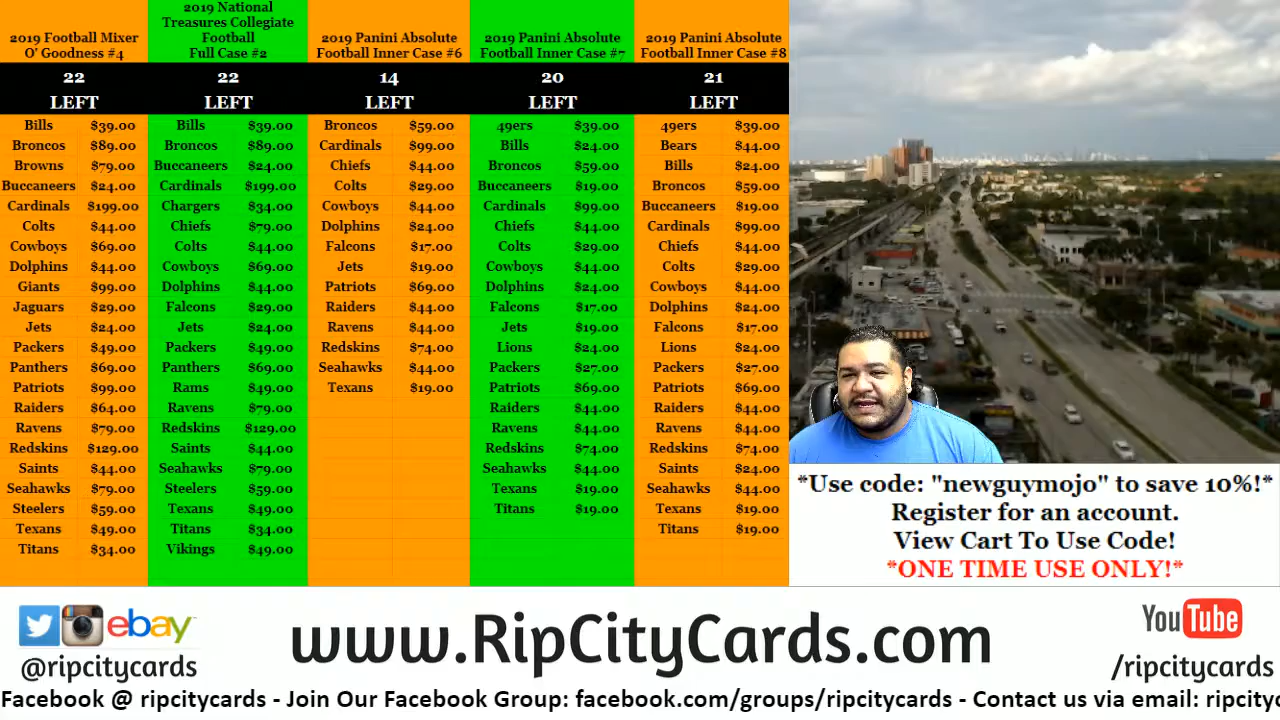 2019 Football Mixer
O' Goodness #4
22
LEFT
Bills $39.00
Broncos $89.00
Browns $79.00
Buccaneers $24.00
Cardinals $199.00
Colts $44.00
Cowboys $69.00
Dolphins $44.00
Giants $99.00
Jaguars $29.00
Jets $24.00
Packers $49.00
Panthers $69.00
Patriots $99.00
Raiders $64.00
Ravens $79.00
Redskins $129.00
Saints $44.00
Seahawks $79.00
Steelers $59.00
Texans $49.00
Titans $34.00
2019 National
Treasures Collegiate
Football
Full Case #2
22
LEFT
Bills $39.00
Broncos $89.00
Buccaneers $24.00
Cardinals $199.00
Chargers $34.00
Chiefs $79.00
Colts $44.00
Cowboys $69.00
Dolphins $44.00
Falcons $29.00
Jets $24.00
Packers $49.00
Panthers $69.00
Rams $49.00
Ravens $79.00
Redskins $129.00
Saints $44.00
Seahawks $79.00
Steelers $59.00
Texans $49.00
Titans $34.00
Vikings $49.00
2019 Panini Absolute
Football Inner Case #6
14
LEFT
Broncos $59.00
Cardinals $99.00
Chiefs $44.00
Colts $29.00
Cowboys $44.00
Dolphins $24.00
Falcons $17.00
Jets $19.00
Patriots $69.00
Raiders $44.00
Ravens $44.00
Redskins $74.00
Seahawks $44.00
Texans $19.00
2019 Panini Absolute
Football Inner Case #7
20
LEFT
49ers $39.00
Bills $24.00
Broncos $59.00
Buccaneers $19.00
Cardinals $99.00
Chiefs $44.00
Colts $29.00
Cowboys $44.00
Dolphins $24.00
Falcons $17.00
Jets $19.00
Lions $24.00
Packers $27.00
Patriots $69.00
Raiders $44.00
Ravens $44.00
Redskins $74.00
Seahawks $44.00
Texans $19.00
Titans $19.00
2019 Panini Absolute
Football Inner Case #8
21
LEFT
49ers $39.00
Bears $44.00
Bills $24.00
Broncos $59.00
Buccaneers $19.00
Cardinals $99.00
Chiefs $44.00
Colts $29.00
Cowboys $44.00
Dolphins $24.00
Falcons $17.00
Lions $24.00
Packers $27.00
Patriots $69.00
Raiders $44.00
Ravens $44.00
Redskins $74.00
Saints $24.00
Seahawks $44.00
Texans $19.00
Titans $19.00
*Use code: "newguymojo" to save 10%!*
Register for an account.
View Cart To Use Code!
*ONE TIME USE ONLY!*
ebay
@ripcitycards
www.RipCityCards.com
YouTube
/ripcitycards
Facebook @ ripcitycards - Join Our Facebook Group: facebook.com/groups/ripcitycards - Contact us via email: ripcityc